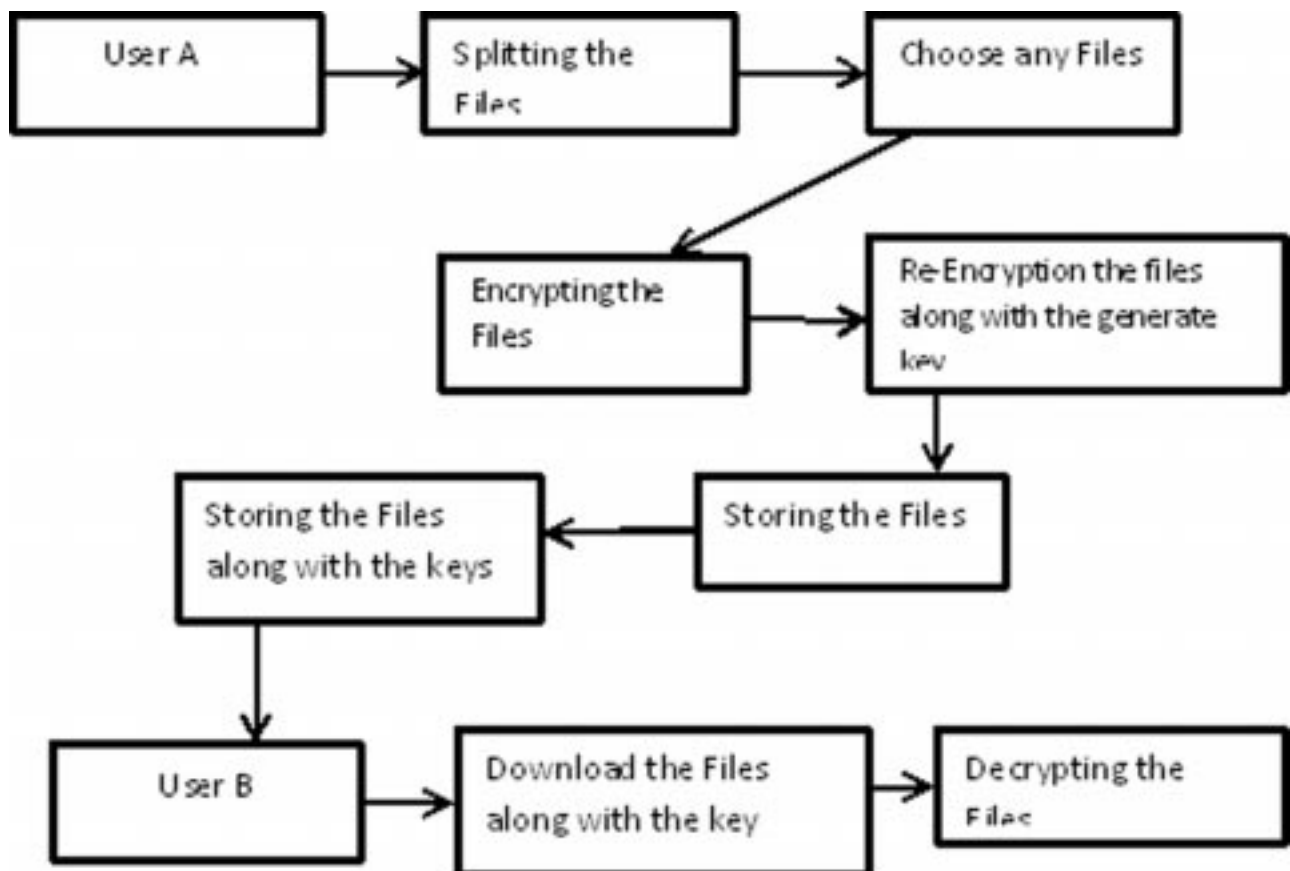 User A
Splitting the
Files
Choose any Files
Encrypting the
Files
Re-Encryption the files
along with the generate
key
Storing the Files
Storing the Files
along with the keys
User B
Download the Files
along with the key
Decrypting the
Files